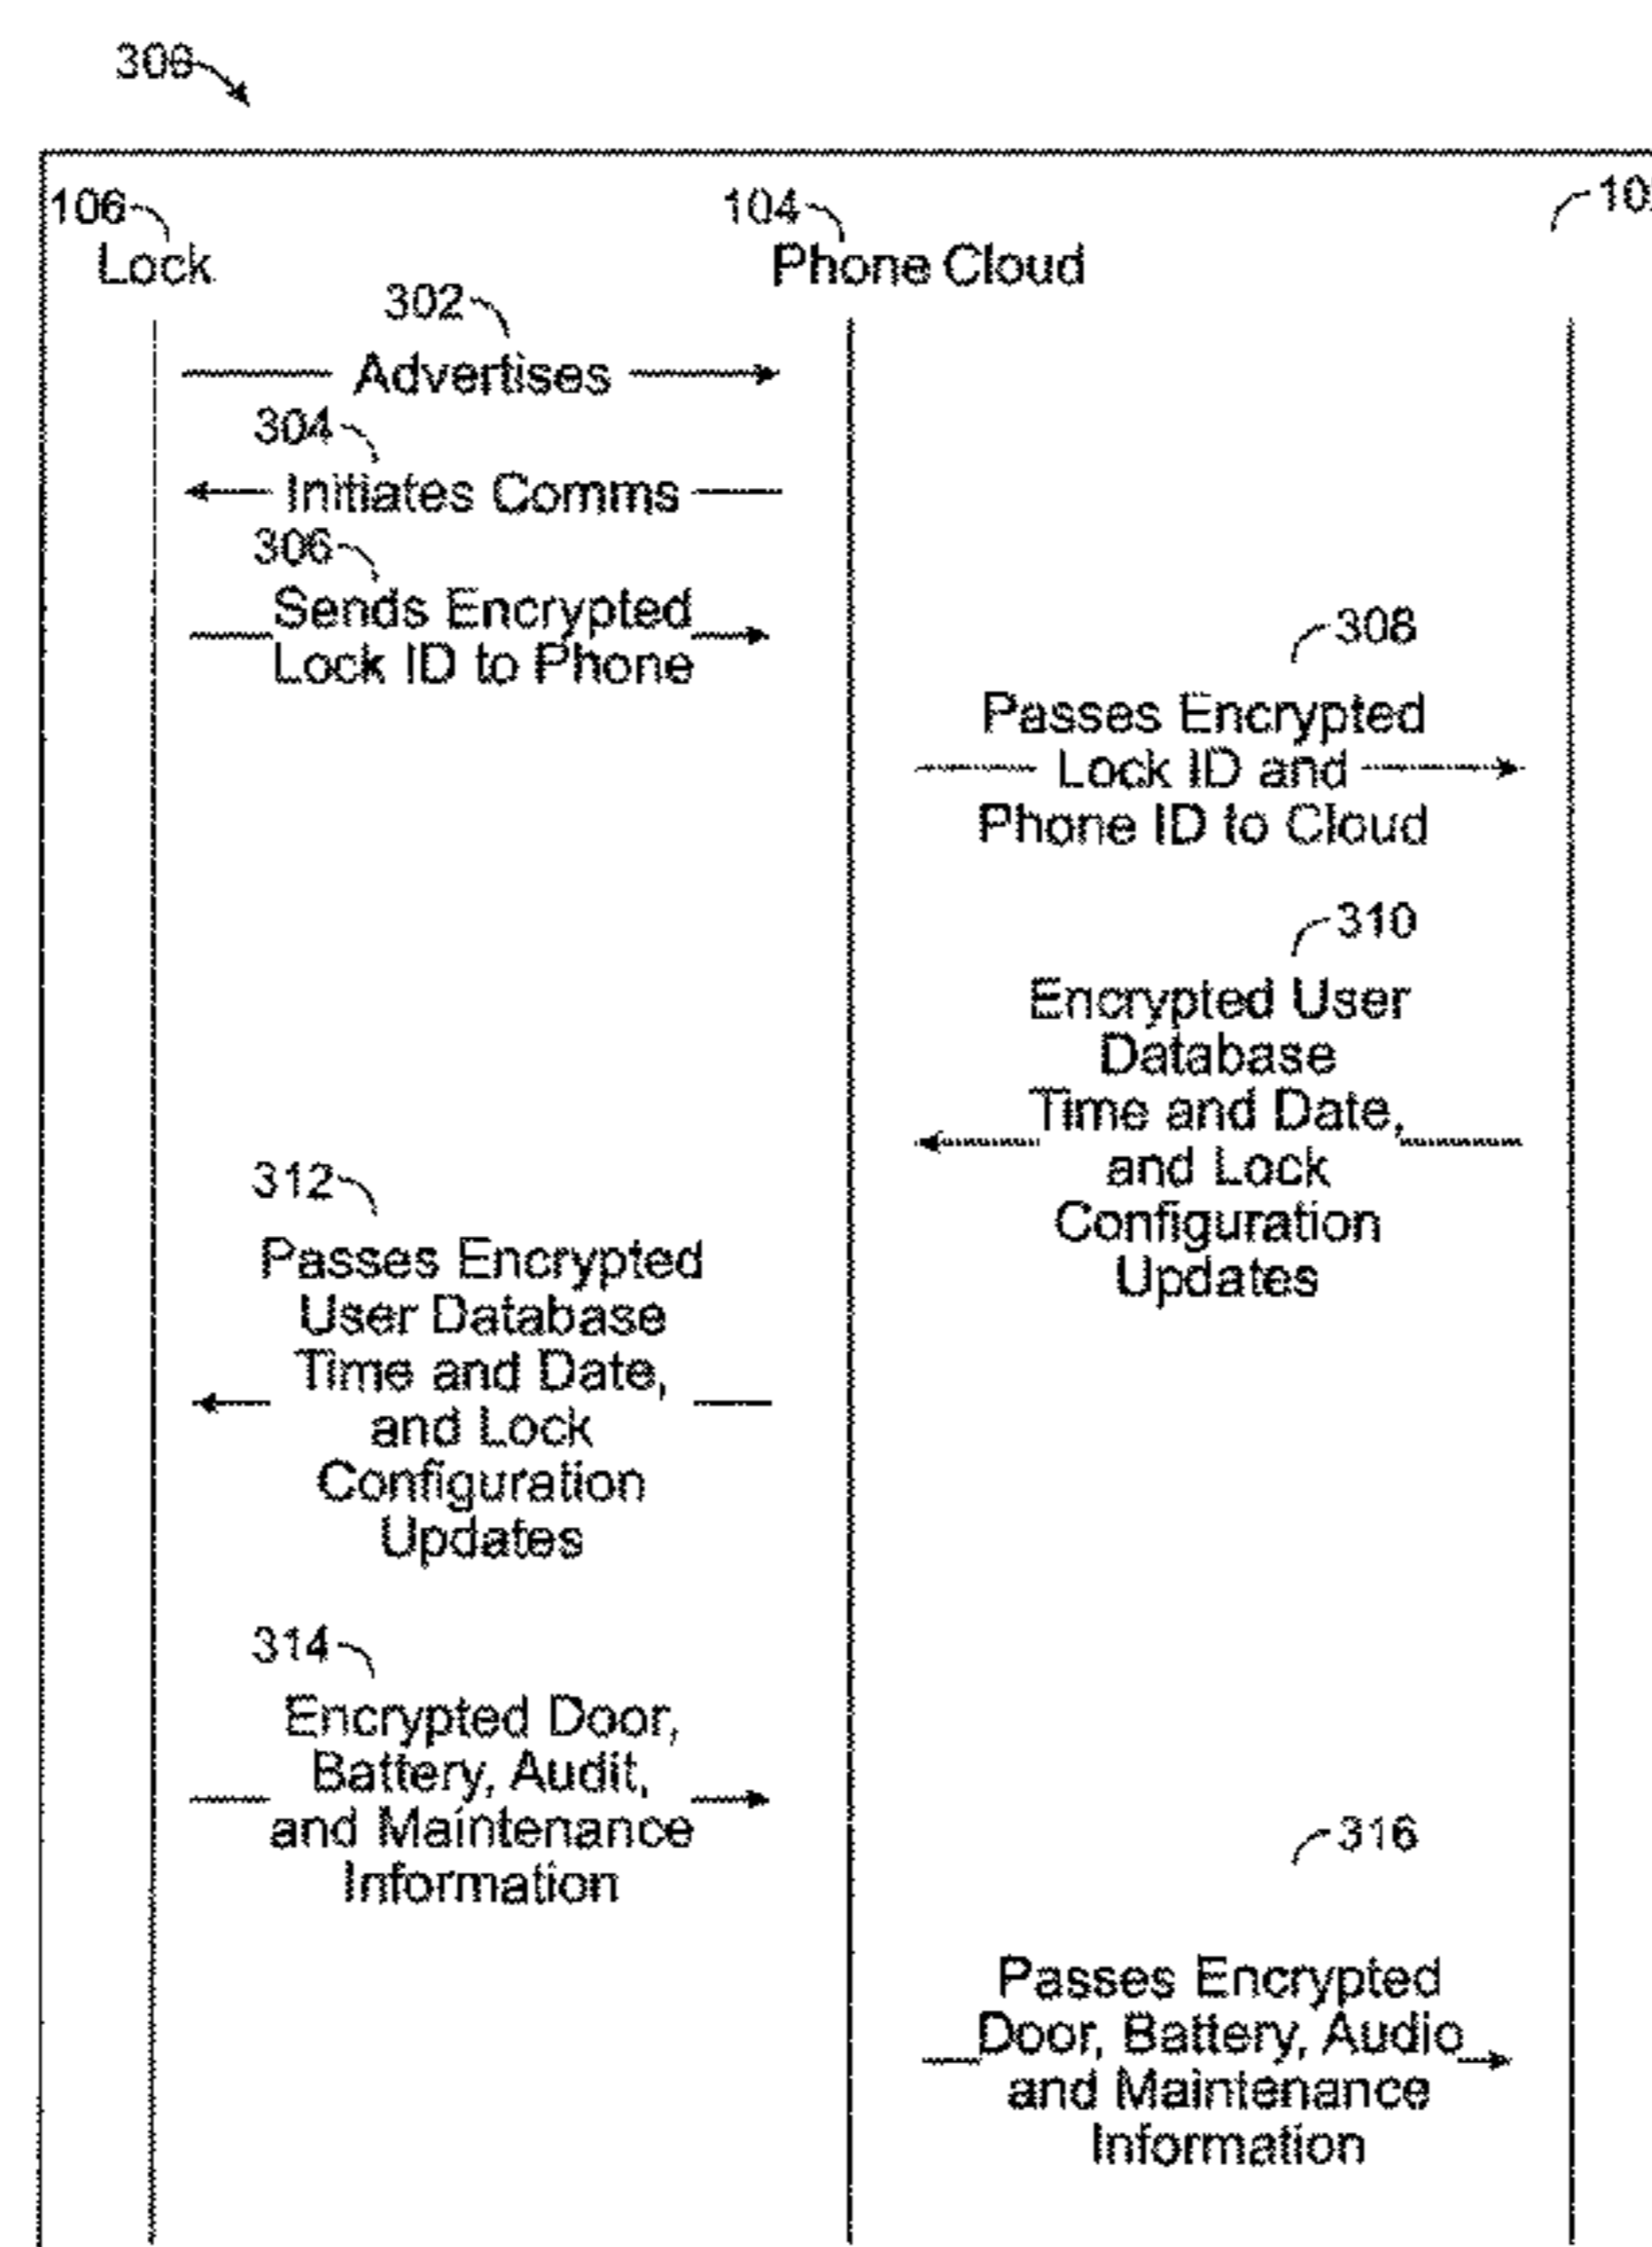 106
104
Lock
Phone Cloud
302
Advertises
304
Initiates Comms
306
Sends Encrypted
Lock ID to Phone
308
Passes Encrypted
Lock ID and
Phone ID to Cloud
310
Encrypted User
Database
Time and Date,
and Lock
Configuration
Updates
312
Passes Encrypted
User Database
Time and Date,
and Lock
Configuration
Updates
314
Encrypted Door,
Battery, Audit,
and Maintenance
Information
316
Passes Encrypted
Door, Battery, Audio
and Maintenance
Information